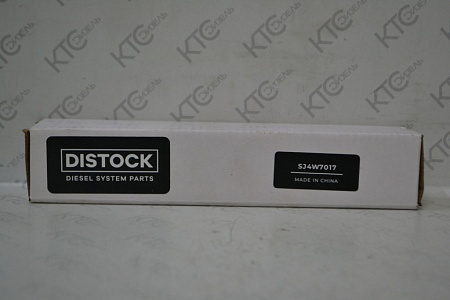 DISTOCK
DIESEL SYSTEM PARTS
SJ4W7017
MADE IN CHINA